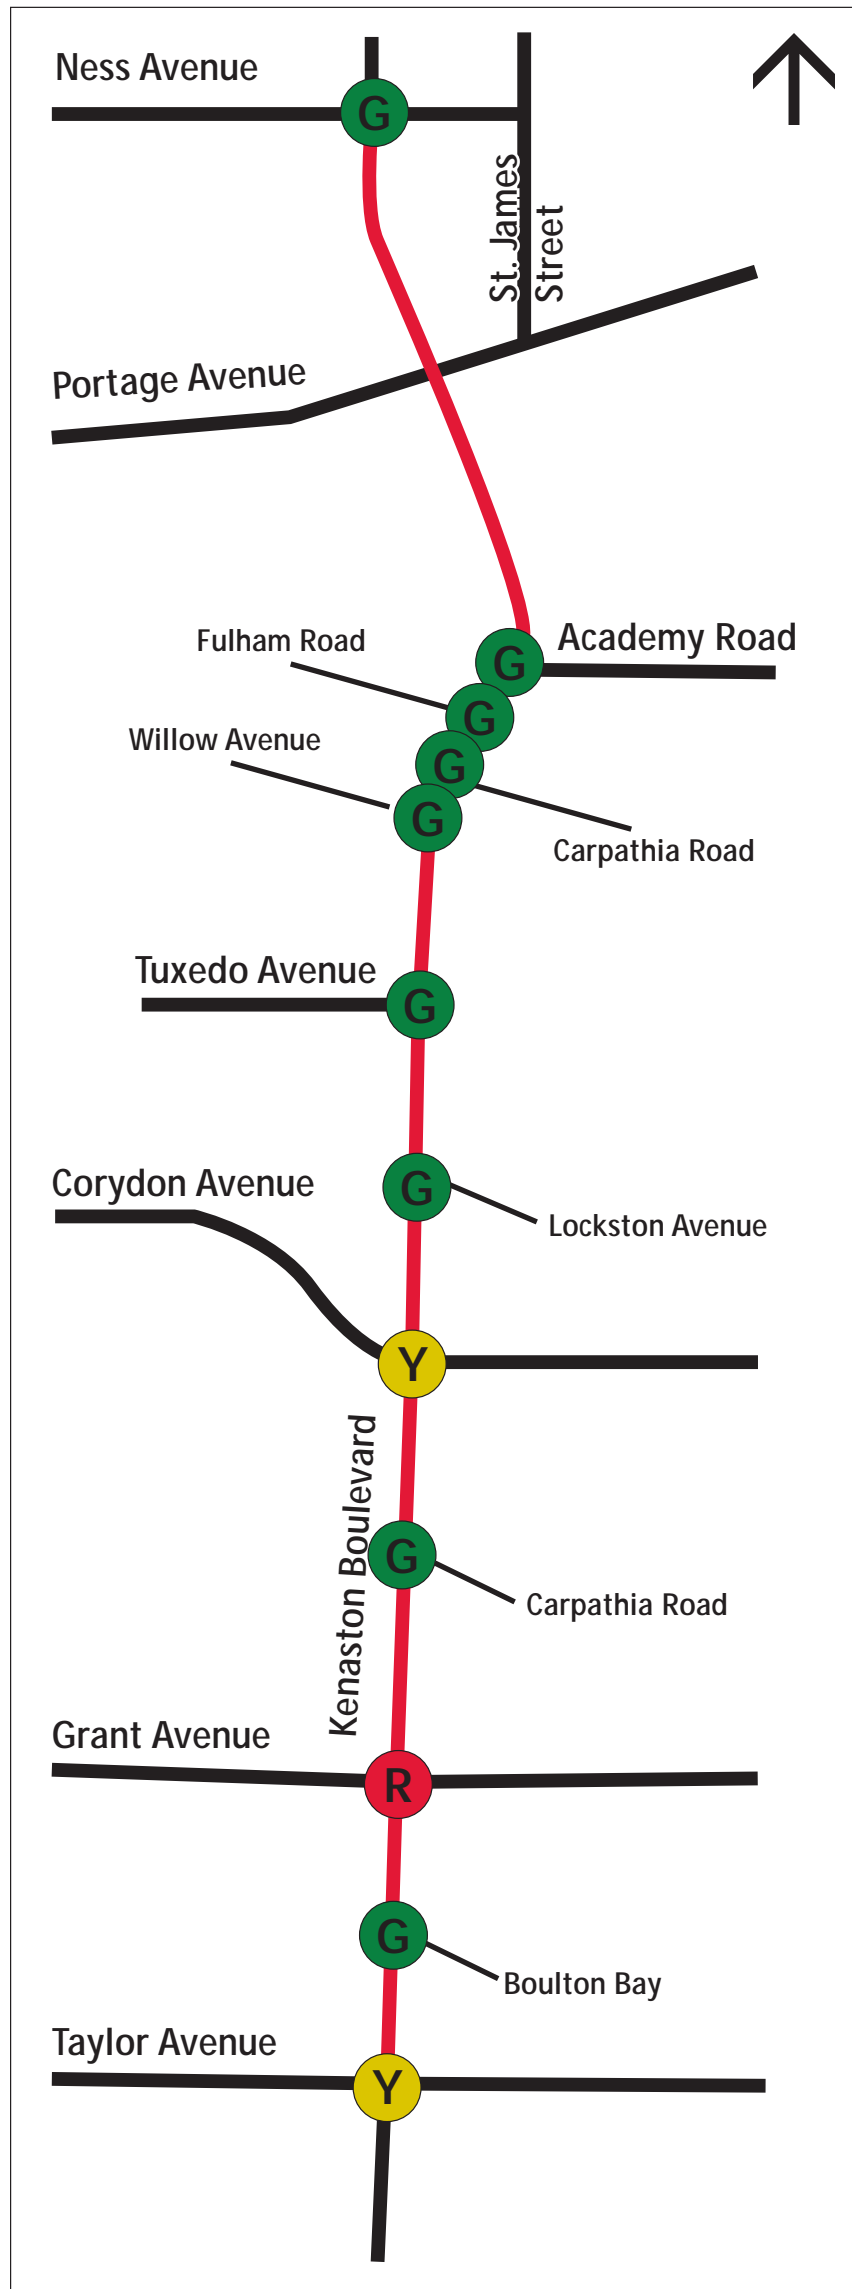 Ness Avenue
G
St. James
Street
Portage Avenue
Fulham Road
Academy Road
G
G
Willow Avenue
G
G
Carpathia Road
Tuxedo Avenue
G
Corydon Avenue
G
Lockston Avenue
Y
Kenaston Boulevard
G
Carpathia Road
Grant Avenue
R
G
Boulton Bay
Taylor Avenue
Y